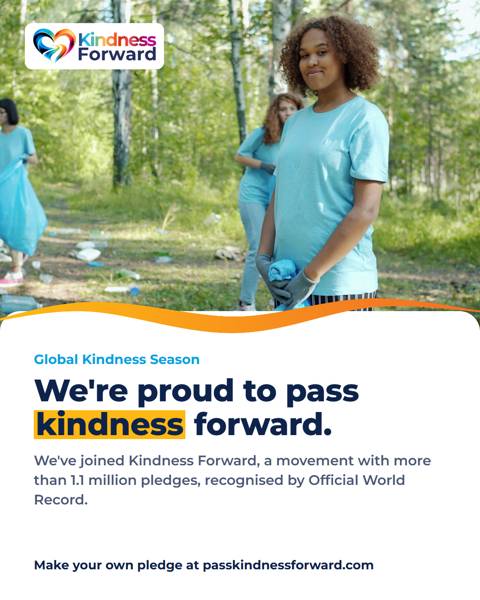 Kindness
Forward
Global Kindness Season
We're proud to pass
kindness forward.
We've joined Kindness Forward, a movement with more
than 1.1 million pledges, recognised by Official World
Record.
Make your own pledge at passkindnessforward.com